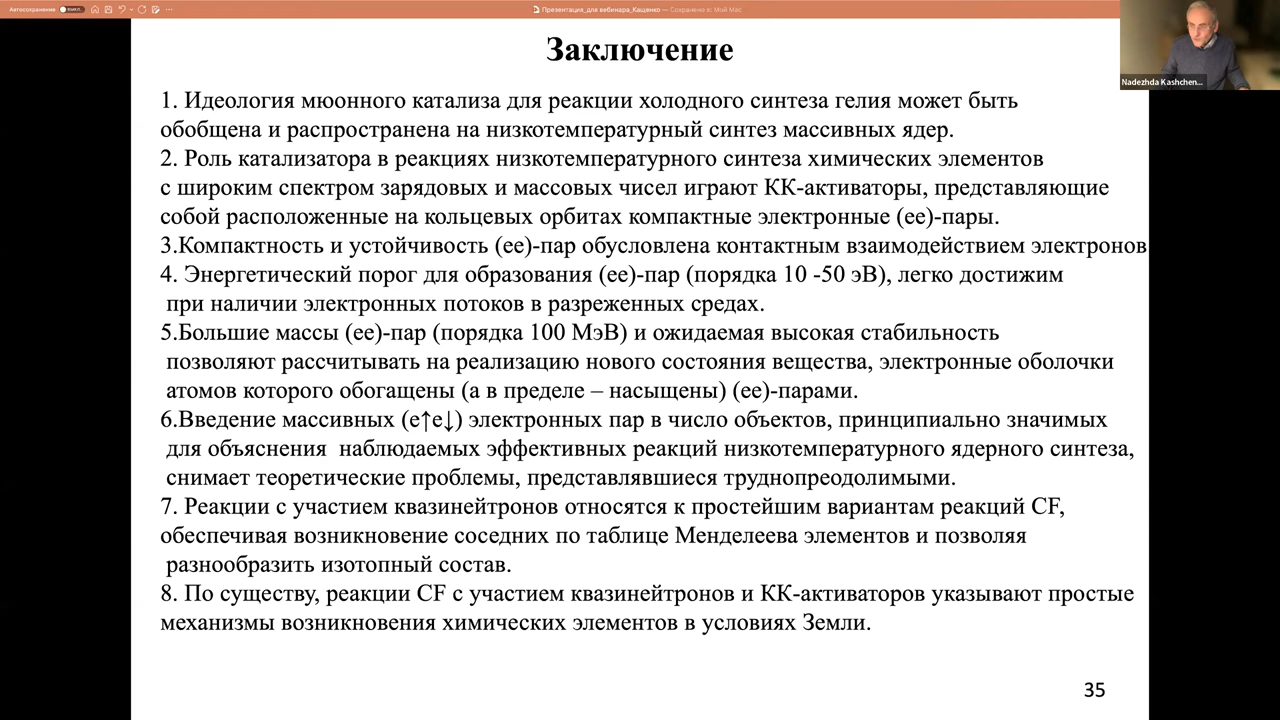 Автосохранение
Презентация_для вебинара_Кащенко — Сохранено в: Мой Mac
Nadezhda Kashchen...
Заключение
1. Идеология мюонного катализа для реакции холодного синтеза гелия может быть
обобщена и распространена на низкотемпературный синтез массивных ядер.
2. Роль катализатора в реакциях низкотемпературного синтеза химических элементов
с широким спектром зарядовых и массовых чисел играют КК-активаторы, представляющие
собой расположенные на кольцевых орбитах компактные электронные (ее)-пары.
3.Компактность и устойчивость (ее)-пар обусловлена контактным взаимодействием электронов
4. Энергетический порог для образования (ее)-пар (порядка 10 -50 эВ), легко достижим
при наличии электронных потоков в разреженных средах.
5.Большие массы (ее)-пар (порядка 100 МэВ) и ожидаемая высокая стабильность
позволяют рассчитывать на реализацию нового состояния вещества, электронные оболочки
атомов которого обогащены (а в пределе – насыщены) (ее)-парами.
6.Введение массивных (е↑е↓) электронных пар в число объектов, принципиально значимых
для объяснения наблюдаемых эффективных реакций низкотемпературного ядерного синтеза,
снимает теоретические проблемы, представлявшиеся труднопреодолимыми.
7. Реакции с участием квазинейтронов относятся к простейшим вариантам реакций CF,
обеспечивая возникновение соседних по таблице Менделеева элементов и позволяя
разнообразить изотопный состав.
8. По существу, реакции CF с участием квазинейтронов и КК-активаторов указывают простые
механизмы возникновения химических элементов в условиях Земли.
35